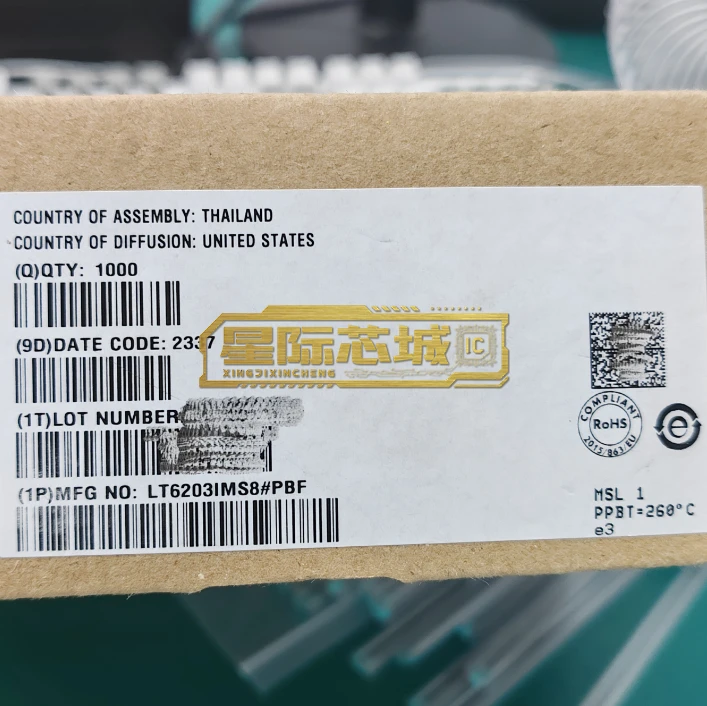 COUNTRY OF ASSEMBLY: THAILAND
COUNTRY OF DIFFUSION: UNITED STATES
(Q)QTY: 1000
(9D)DATE CODE: 2337
星际芯城 IC
XINGJIXINCHENG
(1T)LOT NUMBER
COMPLIANT
RoHS
2015/863/EU
e
(1P)MFG NO: LT6203IMS8#PBF
MSL 1
PPBT=260°C
e3